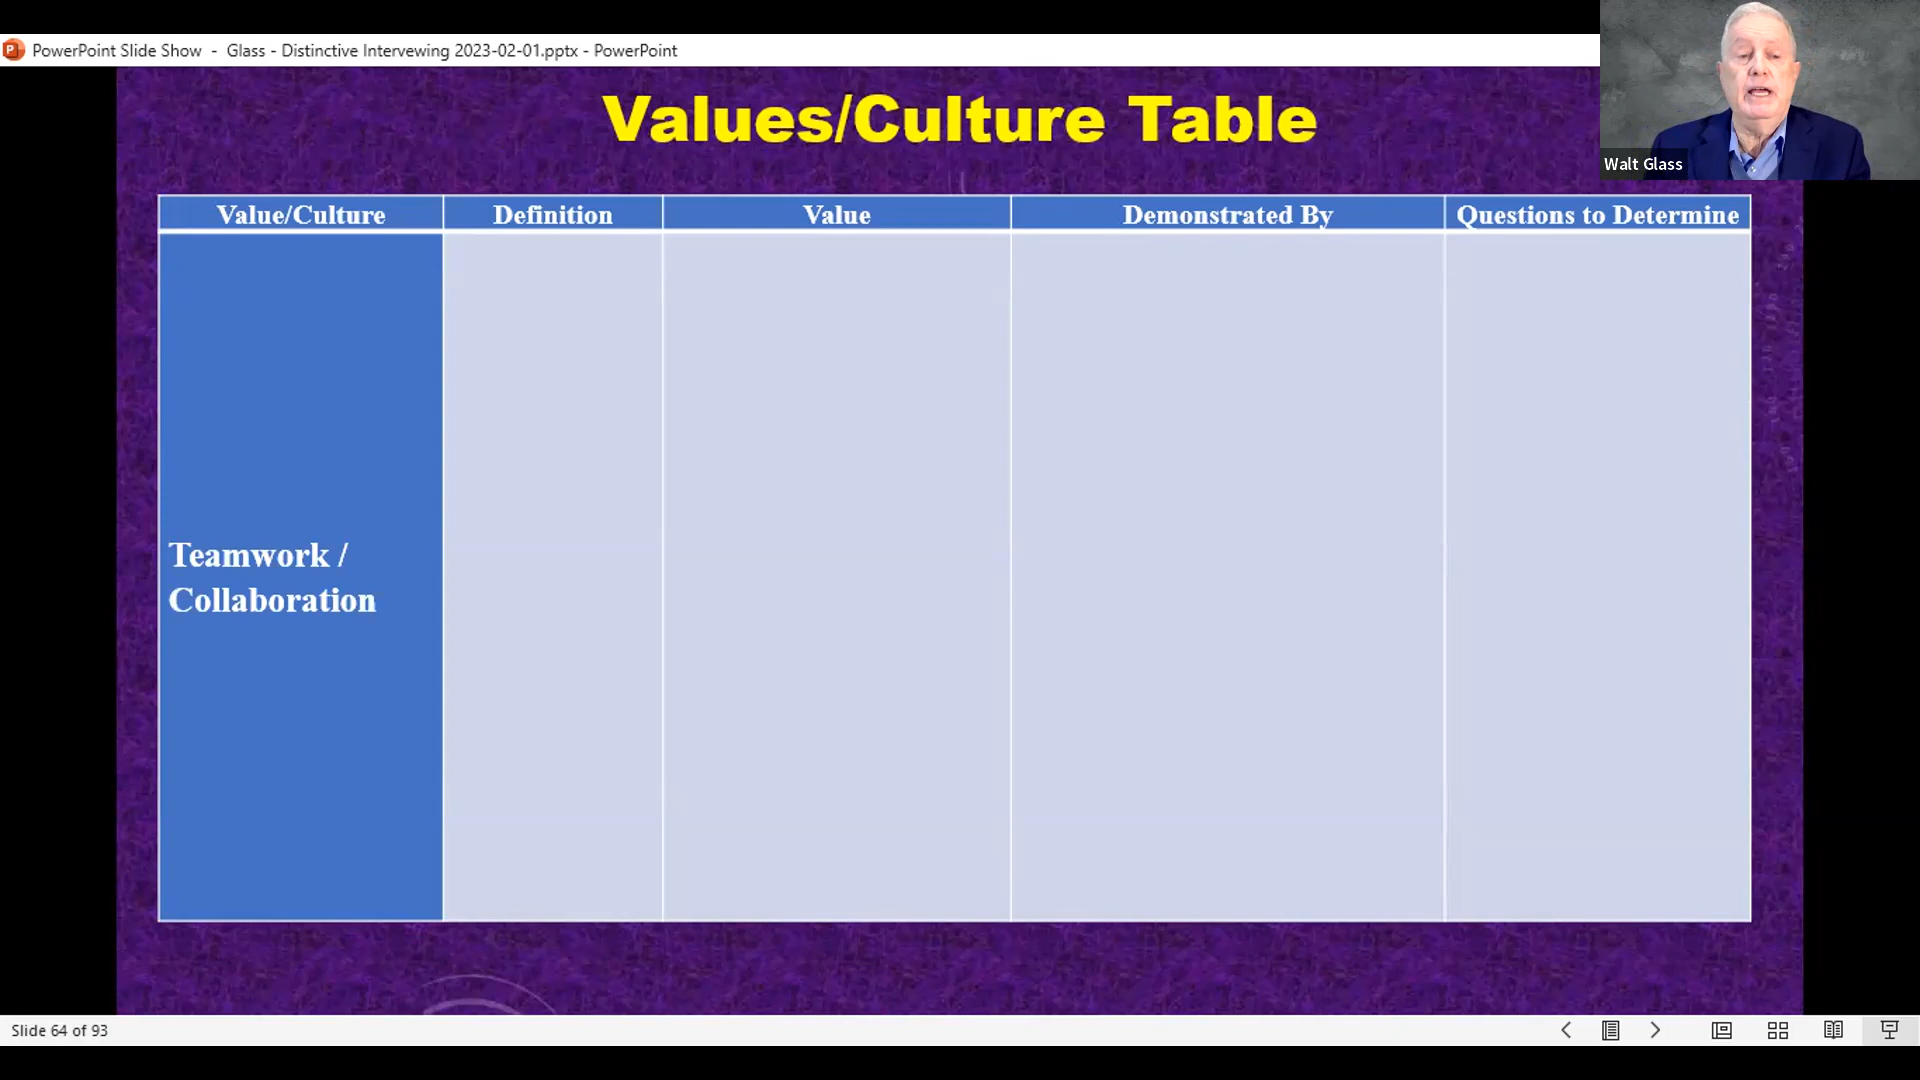 PowerPoint Slide Show - Glass - Distinctive Intervewing 2023-02-01.pptx - PowerPoint
Walt Glass
Values/Culture Table
Value/Culture Definition Value Demonstrated By Questions to Determine
Teamwork /
Collaboration
Slide 64 of 93